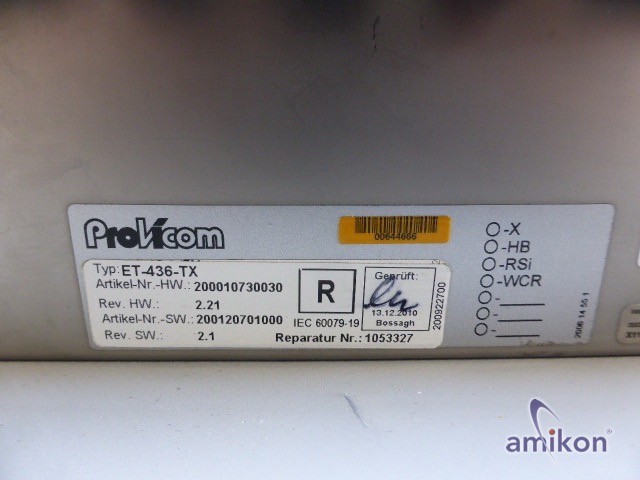 ProVicom
00644666
Typ: ET-436-TX
Artikel-Nr.-HW.: 200010730030
Rev. HW.: 2.21
Artikel-Nr.-SW.: 200120701000
Rev. SW.: 2.1
R
IEC 60079-19
Reparatur Nr.: 1053327
Geprüft:
13.12.2010
Bossagh
200922700
-X
-HB
-RSi
-WCR
amikon